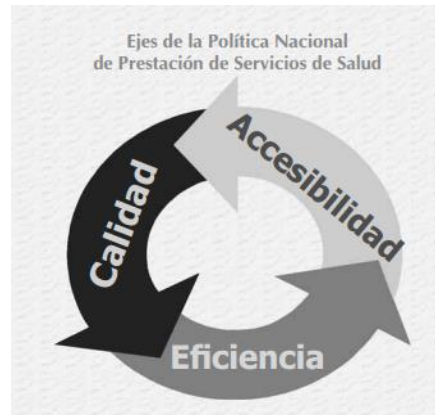 Ejes de la Política Nacional
de Prestación de Servicios de Salud
Accesibilidad
Calidad
Eficiencia